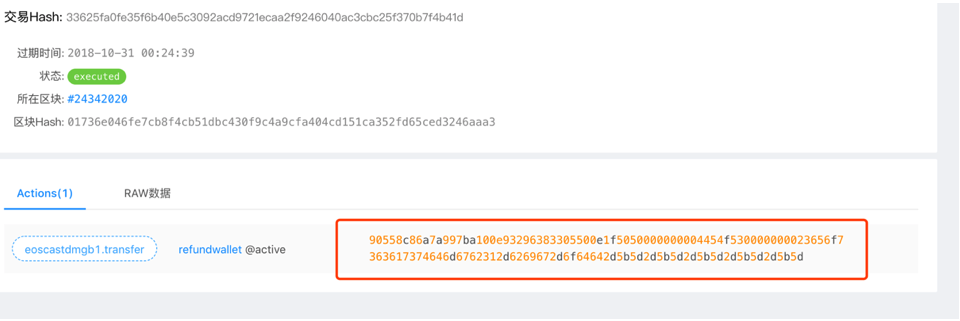 交易Hash: 33625fa0fe35f6b40e5c3092acd9721ecaa2f9246040ac3cbc25f370b7f4b41d
过期时间: 2018-10-31 00:24:39
状态: executed
所在区块: #24342020
区块Hash: 01736e046fe7cb8f4cb51dbc430f9c4a9cfa404cd151ca352fd65ced3246aaa3
Actions(1) RAW数据
eoscastdmgb1.transfer refundwallet @active 90558c86a7a997ba100e93296383305500e1f5050000000004454f530000000023656f7
363617374646d6762312d6269672d6f64642d5b5d2d5b5d2d5b5d2d5b5d2d5b5d